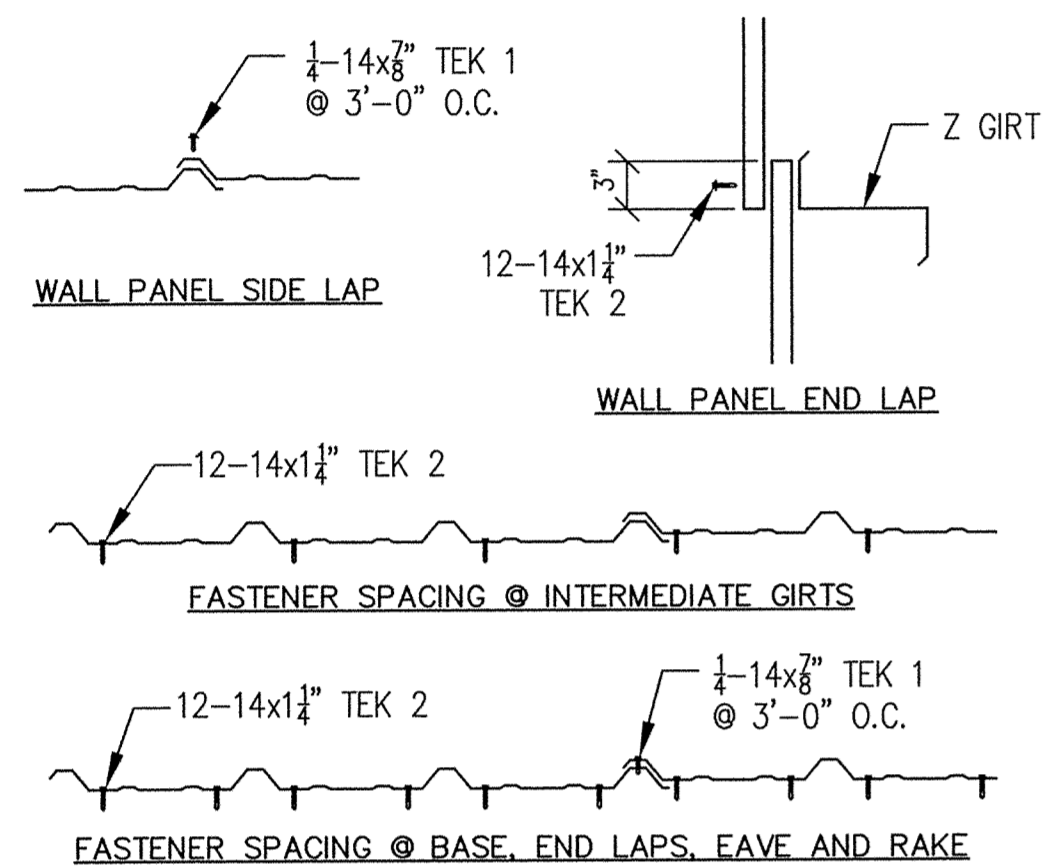 1/4-14x7/8" TEK 1
@ 3'-0" O.C.
WALL PANEL SIDE LAP
Z GIRT
3"
12-14x1 1/4"
TEK 2
WALL PANEL END LAP
12-14x1 1/4" TEK 2
FASTENER SPACING @ INTERMEDIATE GIRTS
12-14x1 1/4" TEK 2
1/4-14x7/8" TEK 1
@ 3'-0" O.C.
FASTENER SPACING @ BASE, END LAPS, EAVE AND RAKE